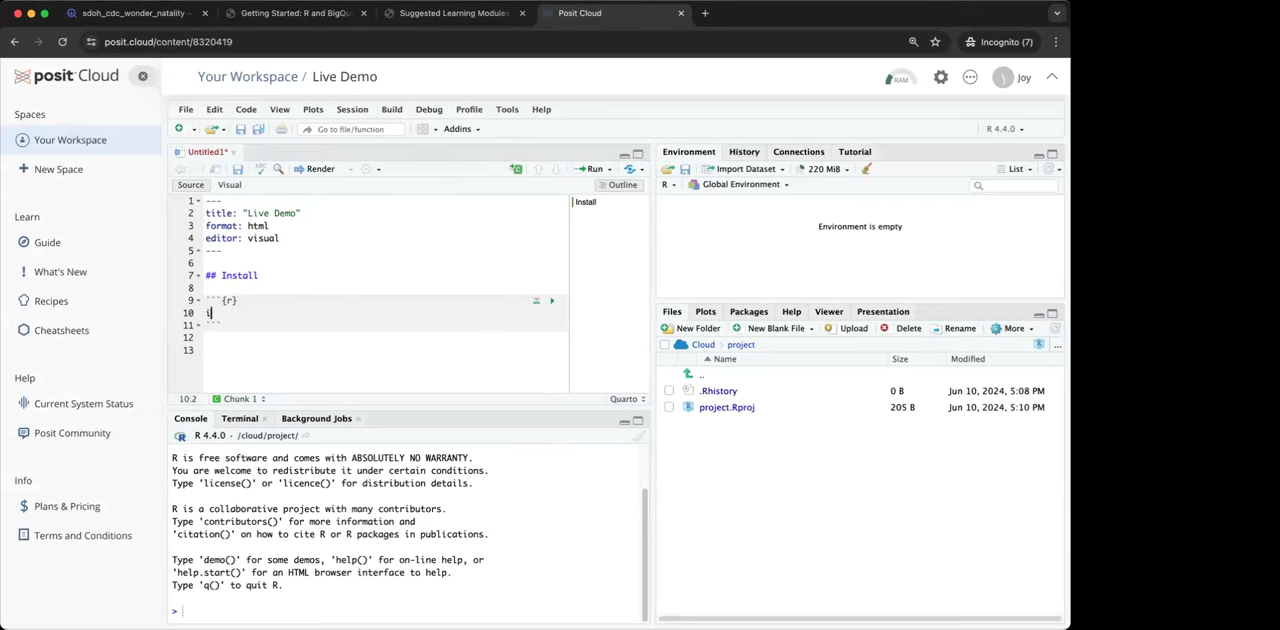 sdoh_cdc_wonder_natality –
Getting Started: R and BigQu
Suggested Learning Modules
Posit Cloud
posit.cloud/content/8320419
Incognito (7)
posit Cloud
Your Workspace / Live Demo
RAM
J
Joy
Spaces
Your Workspace
New Space
Learn
Guide
What's New
Recipes
Cheatsheets
Help
Current System Status
Posit Community
Info
Plans & Pricing
Terms and Conditions
File Edit Code View Plots Session Build Debug Profile Tools Help
Go to file/function
Addins
R 4.4.0
Untitled1*
Render
Run
Source Visual
Outline
1 ---
2 title: "Live Demo"
3 format: html
4 editor: visual
5 ---
6
7 ## Install
8
9 ```{r}
10 i
11 ```
12
13
Install
10:2
Chunk 1
Quarto
Console Terminal Background Jobs
R 4.4.0 · /cloud/project/
R is free software and comes with ABSOLUTELY NO WARRANTY.
You are welcome to redistribute it under certain conditions.
Type 'license()' or 'licence()' for distribution details.
R is a collaborative project with many contributors.
Type 'contributors()' for more information and
'citation()' on how to cite R or R packages in publications.
Type 'demo()' for some demos, 'help()' for on-line help, or
'help.start()' for an HTML browser interface to help.
Type 'q()' to quit R.
>
Environment History Connections Tutorial
Import Dataset
220 MiB
List
R
Global Environment
Environment is empty
Files Plots Packages Help Viewer Presentation
New Folder New Blank File Upload Delete Rename More
Cloud project
...
Name Size Modified
..
.Rhistory 0 B Jun 10, 2024, 5:08 PM
project.Rproj 205 B Jun 10, 2024, 5:10 PM